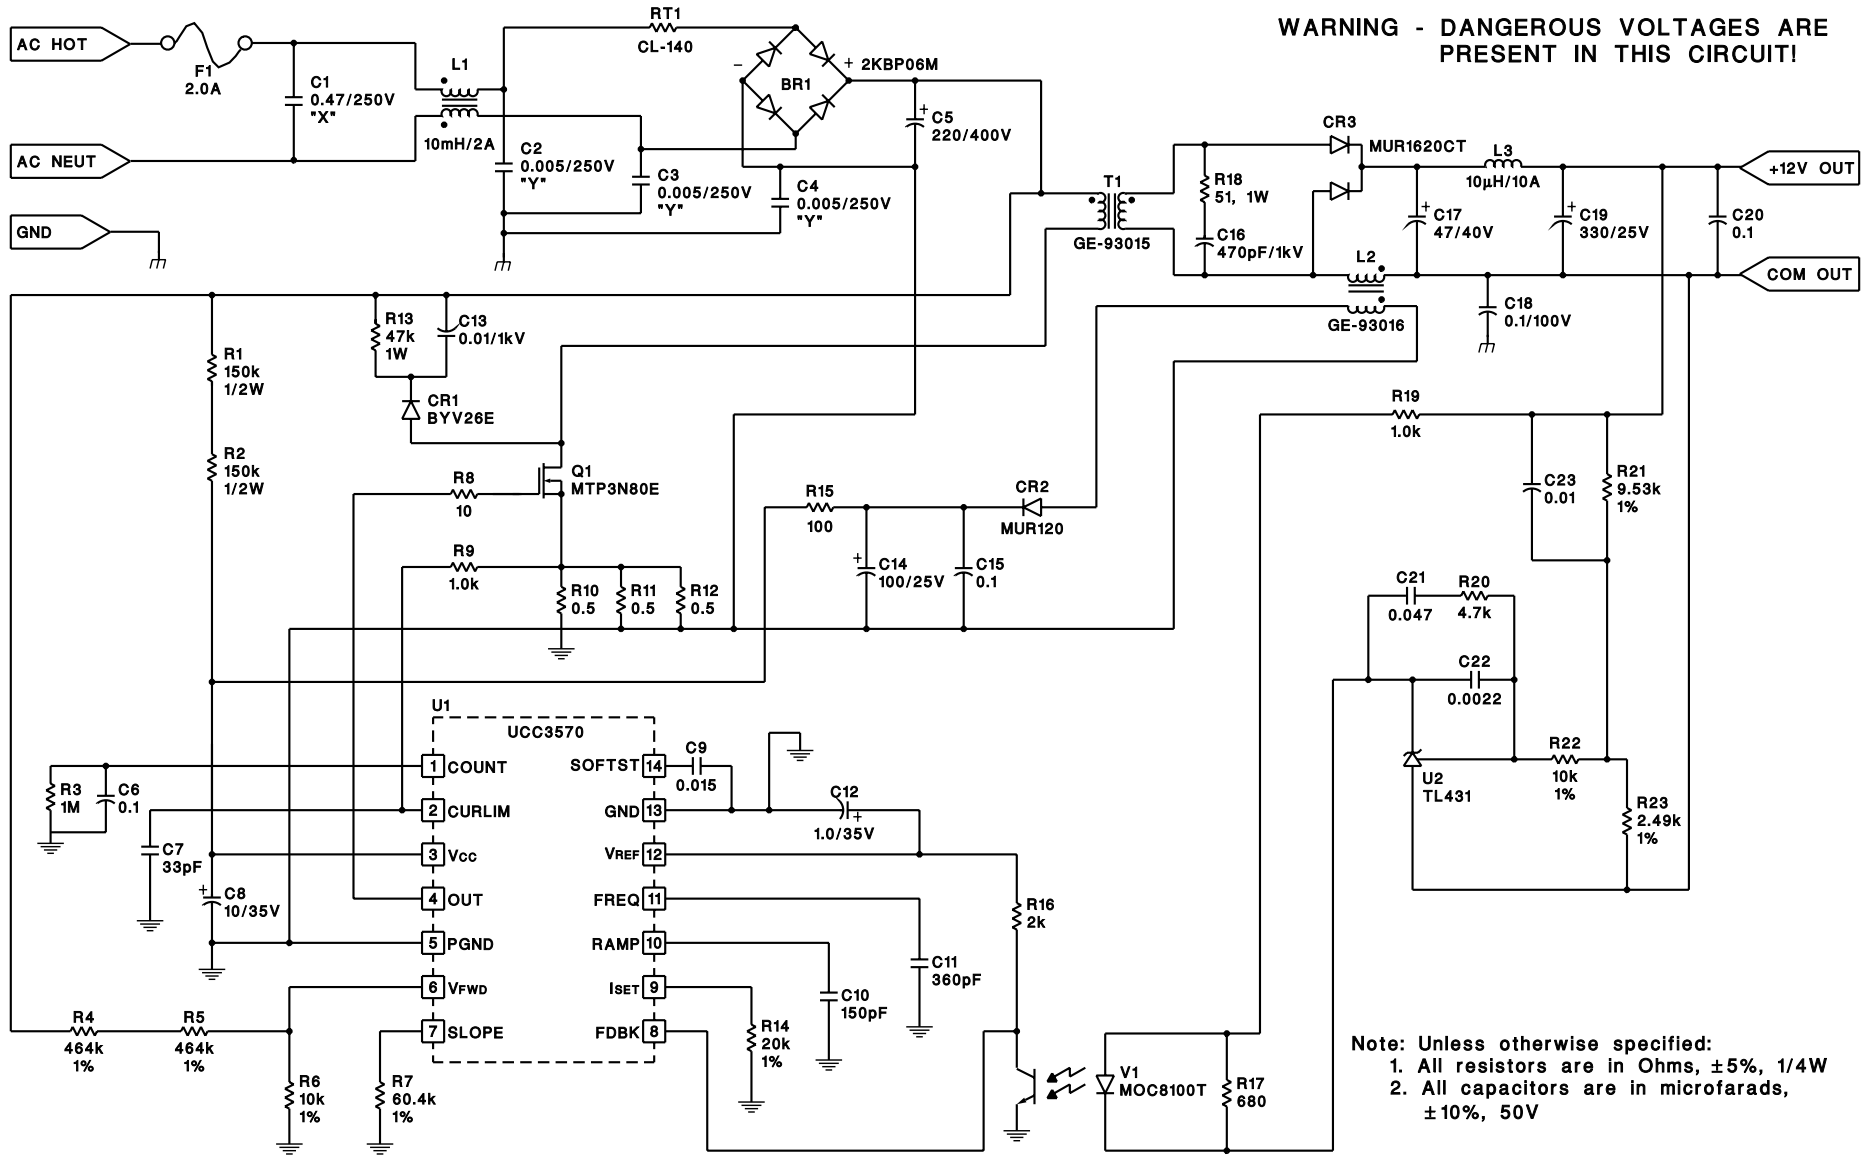 WARNING - DANGEROUS VOLTAGES ARE
PRESENT IN THIS CIRCUIT!
AC HOT
F1
2.0A
C1
0.47/250V
"X"
L1
10mH/2A
AC NEUT
GND
RT1
CL-140
C2
0.005/250V
"Y"
C3
0.005/250V
"Y"
BR1
-
+ 2KBP06M
+
C5
220/400V
C4
0.005/250V
"Y"
T1
GE-93015
R18
51, 1W
C16
470pF/1kV
CR3
MUR1620CT
L3
10µH/10A
+
C17
47/40V
+
C19
330/25V
C20
0.1
+12V OUT
COM OUT
L2
GE-93016
C18
0.1/100V
R13
47k
1W
C13
0.01/1kV
R1
150k
1/2W
CR1
BYV26E
R2
150k
1/2W
R8
10
Q1
MTP3N80E
R9
1.0k
R10
0.5
R11
0.5
R12
0.5
R15
100
CR2
MUR120
+
C14
100/25V
C15
0.1
R19
1.0k
C23
0.01
R21
9.53k
1%
C21
0.047
R20
4.7k
C22
0.0022
U2
TL431
R22
10k
1%
R23
2.49k
1%
U1
UCC3570
1 COUNT
2 CURLIM
3 VCC
4 OUT
5 PGND
6 VFWD
7 SLOPE
SOFTST 14
GND 13
VREF 12
FREQ 11
RAMP 10
ISET 9
FDBK 8
R3
1M
C6
0.1
C7
33pF
+
C8
10/35V
C9
0.015
C12
+
1.0/35V
R16
2k
C11
360pF
C10
150pF
R14
20k
1%
R4
464k
1%
R5
464k
1%
R6
10k
1%
R7
60.4k
1%
V1
MOC8100T
R17
680
Note: Unless otherwise specified:
1. All resistors are in Ohms, ±5%, 1/4W
2. All capacitors are in microfarads,
±10%, 50V